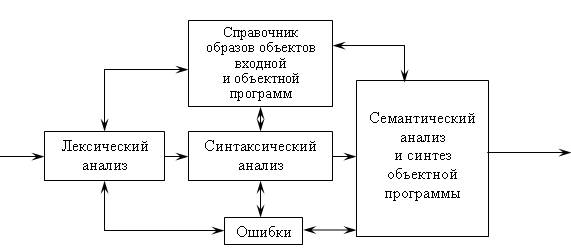 Справочник
образов объектов
входной
и объектной
программ
Лексический
анализ
Синтаксический
анализ
Семантический
анализ
и синтез
объектной
программы
Ошибки